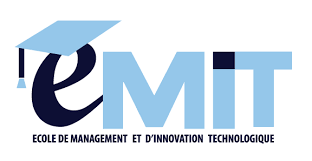 eMIT
ECOLE DE MANAGEMENT ET D'INNOVATION TECHNOLOGIQUE